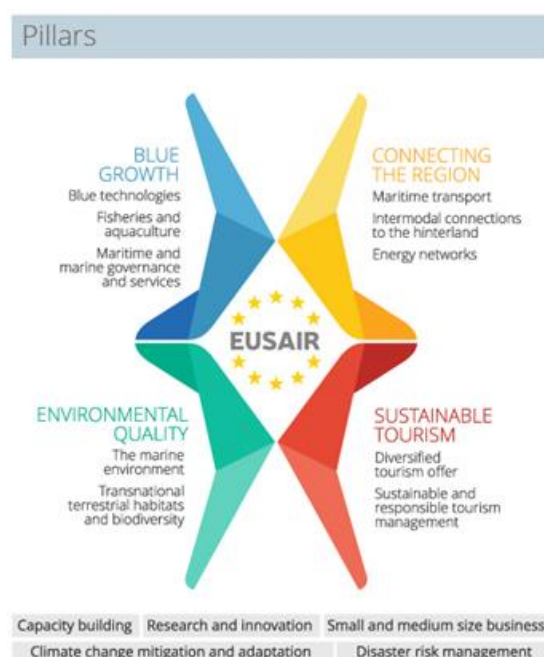 Pillars
BLUE
GROWTH
Blue technologies
Fisheries and
aquaculture
Maritime and
marine governance
and services
CONNECTING
THE REGION
Maritime transport
Intermodal connections
to the hinterland
Energy networks
EUSAIR
ENVIRONMENTAL
QUALITY
The marine
environment
Transnational
terrestrial habitats
and biodiversity
SUSTAINABLE
TOURISM
Diversified
tourism offer
Sustainable and
responsible tourism
management
Capacity building
Research and innovation
Small and medium size business
Climate change mitigation and adaptation
Disaster risk management